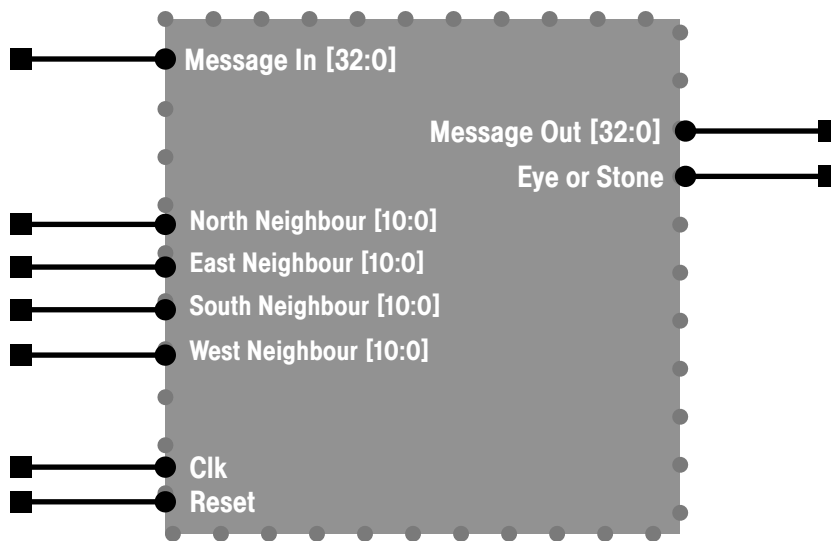 Message In [32:0]
Message Out [32:0]
Eye or Stone
North Neighbour [10:0]
East Neighbour [10:0]
South Neighbour [10:0]
West Neighbour [10:0]
Clk
Reset